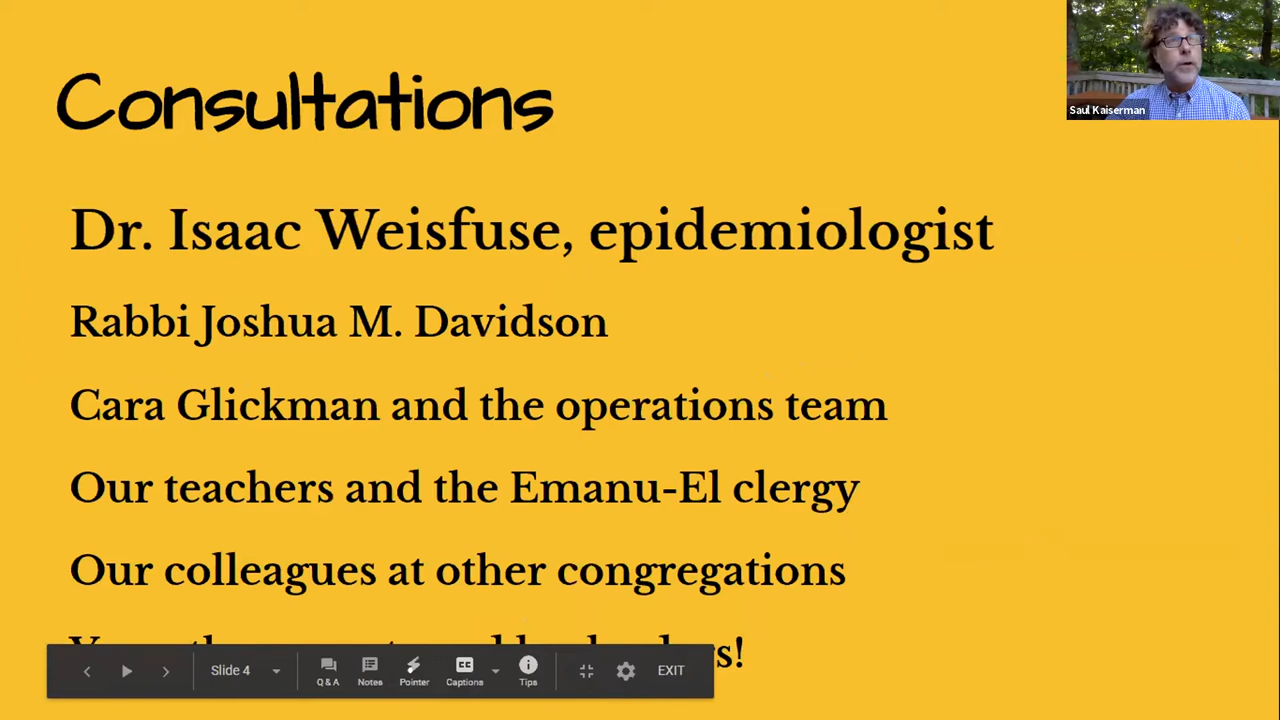 Consultations
Saul Kaiserman
Dr. Isaac Weisfuse, epidemiologist
Rabbi Joshua M. Davidson
Cara Glickman and the operations team
Our teachers and the Emanu-El clergy
Our colleagues at other congregations
Slide 4
Q & A
Notes
Pointer
Captions
Tips
EXIT